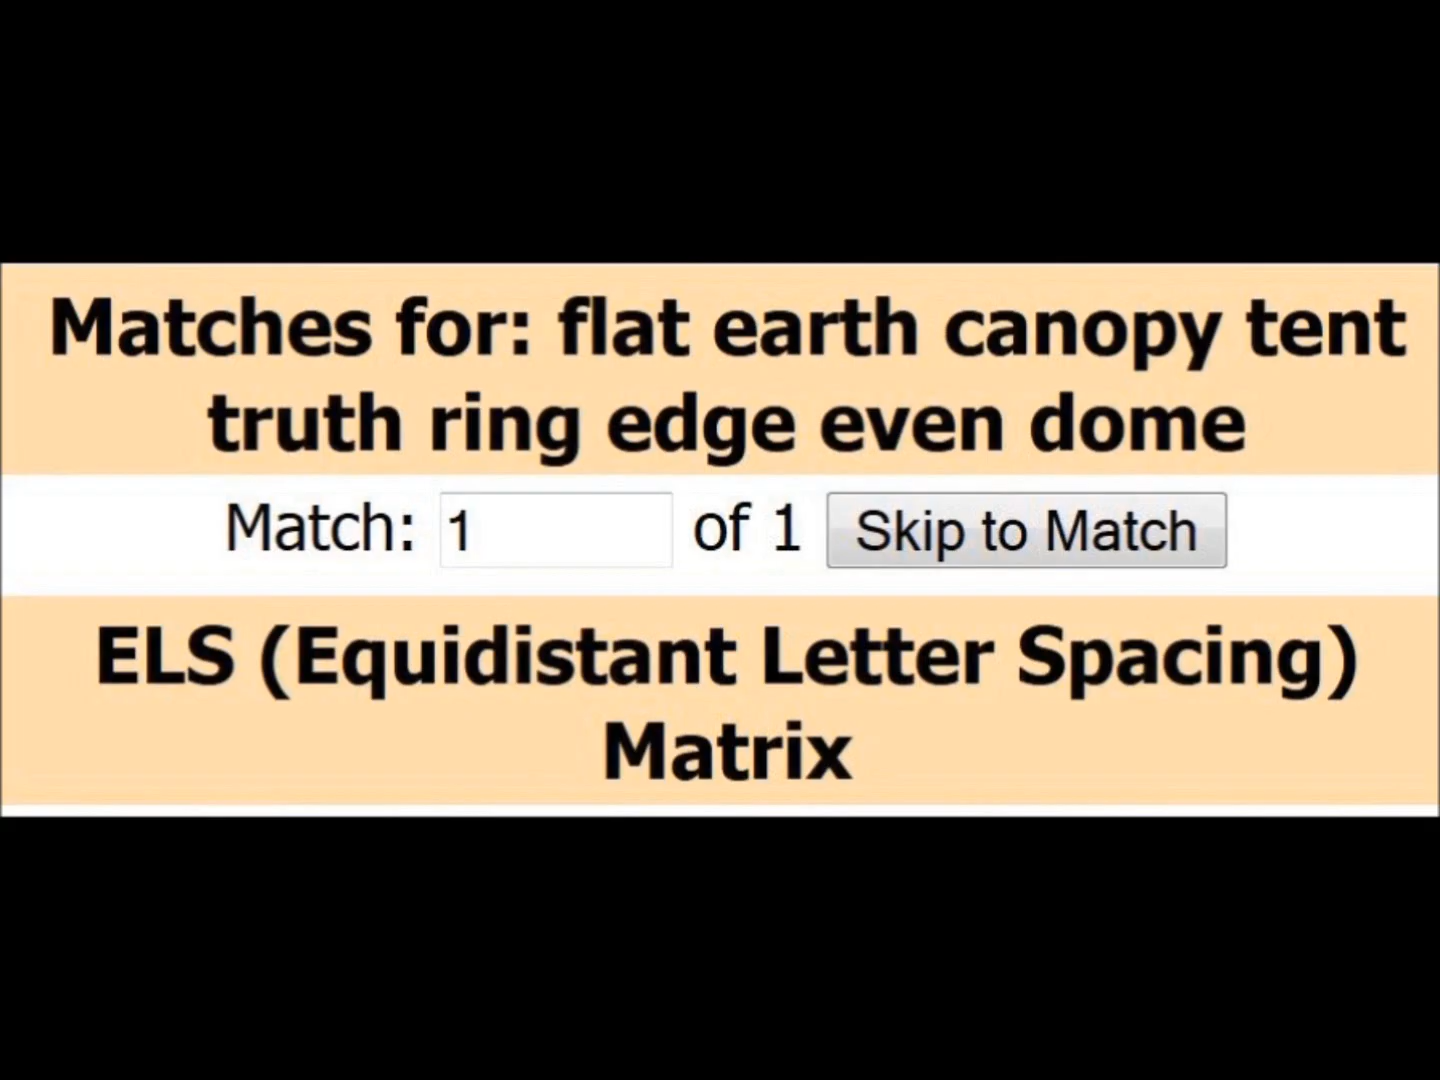 Matches for: flat earth canopy tent
truth ring edge even dome
Match: 1 of 1 Skip to Match
ELS (Equidistant Letter Spacing)
Matrix